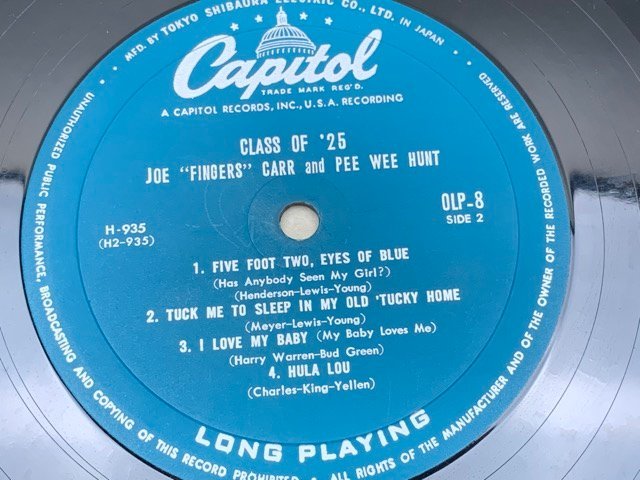 MFD. BY TOKYO SHIBAURA ELECTRIC CO., LTD. IN JAPAN
Capitol
TRADE MARK REG'D.
A CAPITOL RECORDS, INC., U.S.A. RECORDING
CLASS OF '25
JOE "FINGERS" CARR and PEE WEE HUNT
H-935
(H2-935)
OLP-8
SIDE 2
1. FIVE FOOT TWO, EYES OF BLUE
(Has Anybody Seen My Girl?)
(Henderson-Lewis-Young)
2. TUCK ME TO SLEEP IN MY OLD 'TUCKY HOME
(Meyer-Lewis-Young)
3. I LOVE MY BABY (My Baby Loves Me)
(Harry Warren-Bud Green)
4. HULA LOU
(Charles-King-Yellen)
LONG PLAYING
UNAUTHORIZED PUBLIC PERFORMANCE, BROADCASTING AND COPYING OF THIS RECORD PROHIBITED • ALL RIGHTS OF THE MANUFACTURER AND OF THE OWNER OF THE RECORDED WORK ARE RESERVED